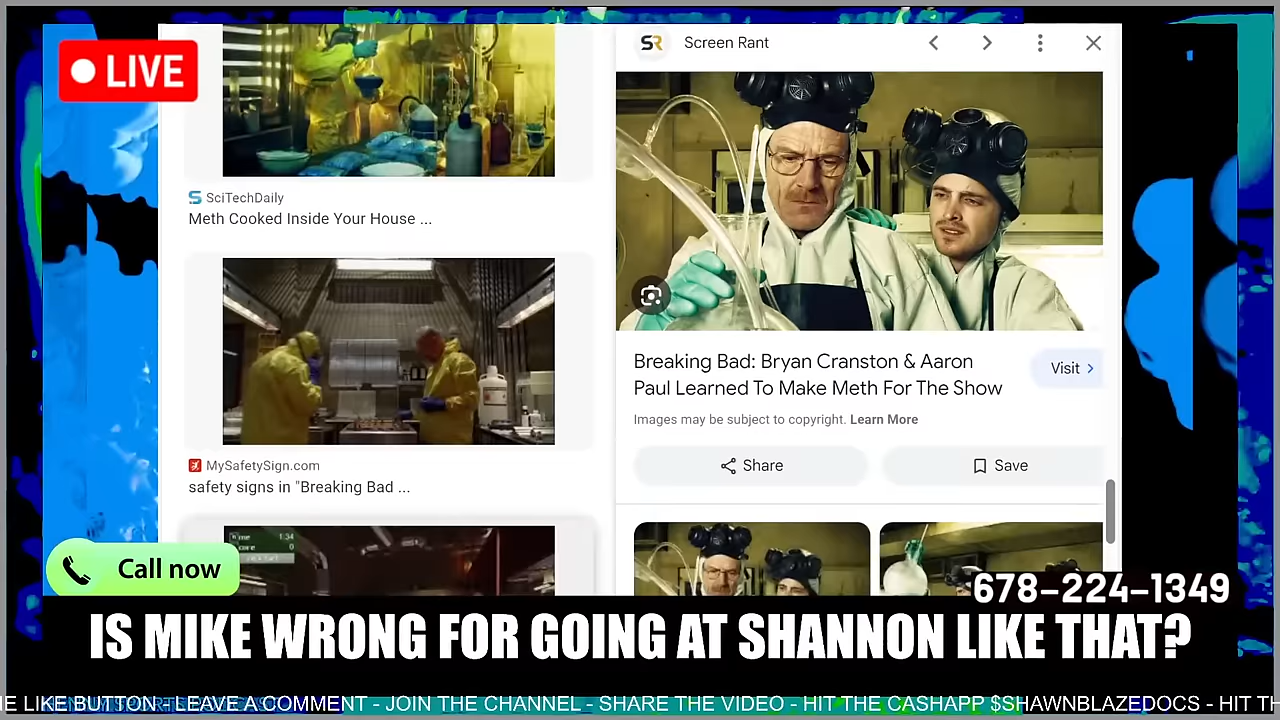 LIVE
SciTechDaily
Meth Cooked Inside Your House ...
MySafetySign.com
safety signs in "Breaking Bad ...
1:34
0
SR Screen Rant
Breaking Bad: Bryan Cranston & Aaron
Paul Learned To Make Meth For The Show
Visit
Images may be subject to copyright. Learn More
Share
Save
Call now
678-224-1349
IS MIKE WRONG FOR GOING AT SHANNON LIKE THAT?
E LIKE BUTTON - LEAVE A COMMENT - JOIN THE CHANNEL - SHARE THE VIDEO - HIT THE CASHAPP $SHAWNBLAZEDOCS - HIT TH